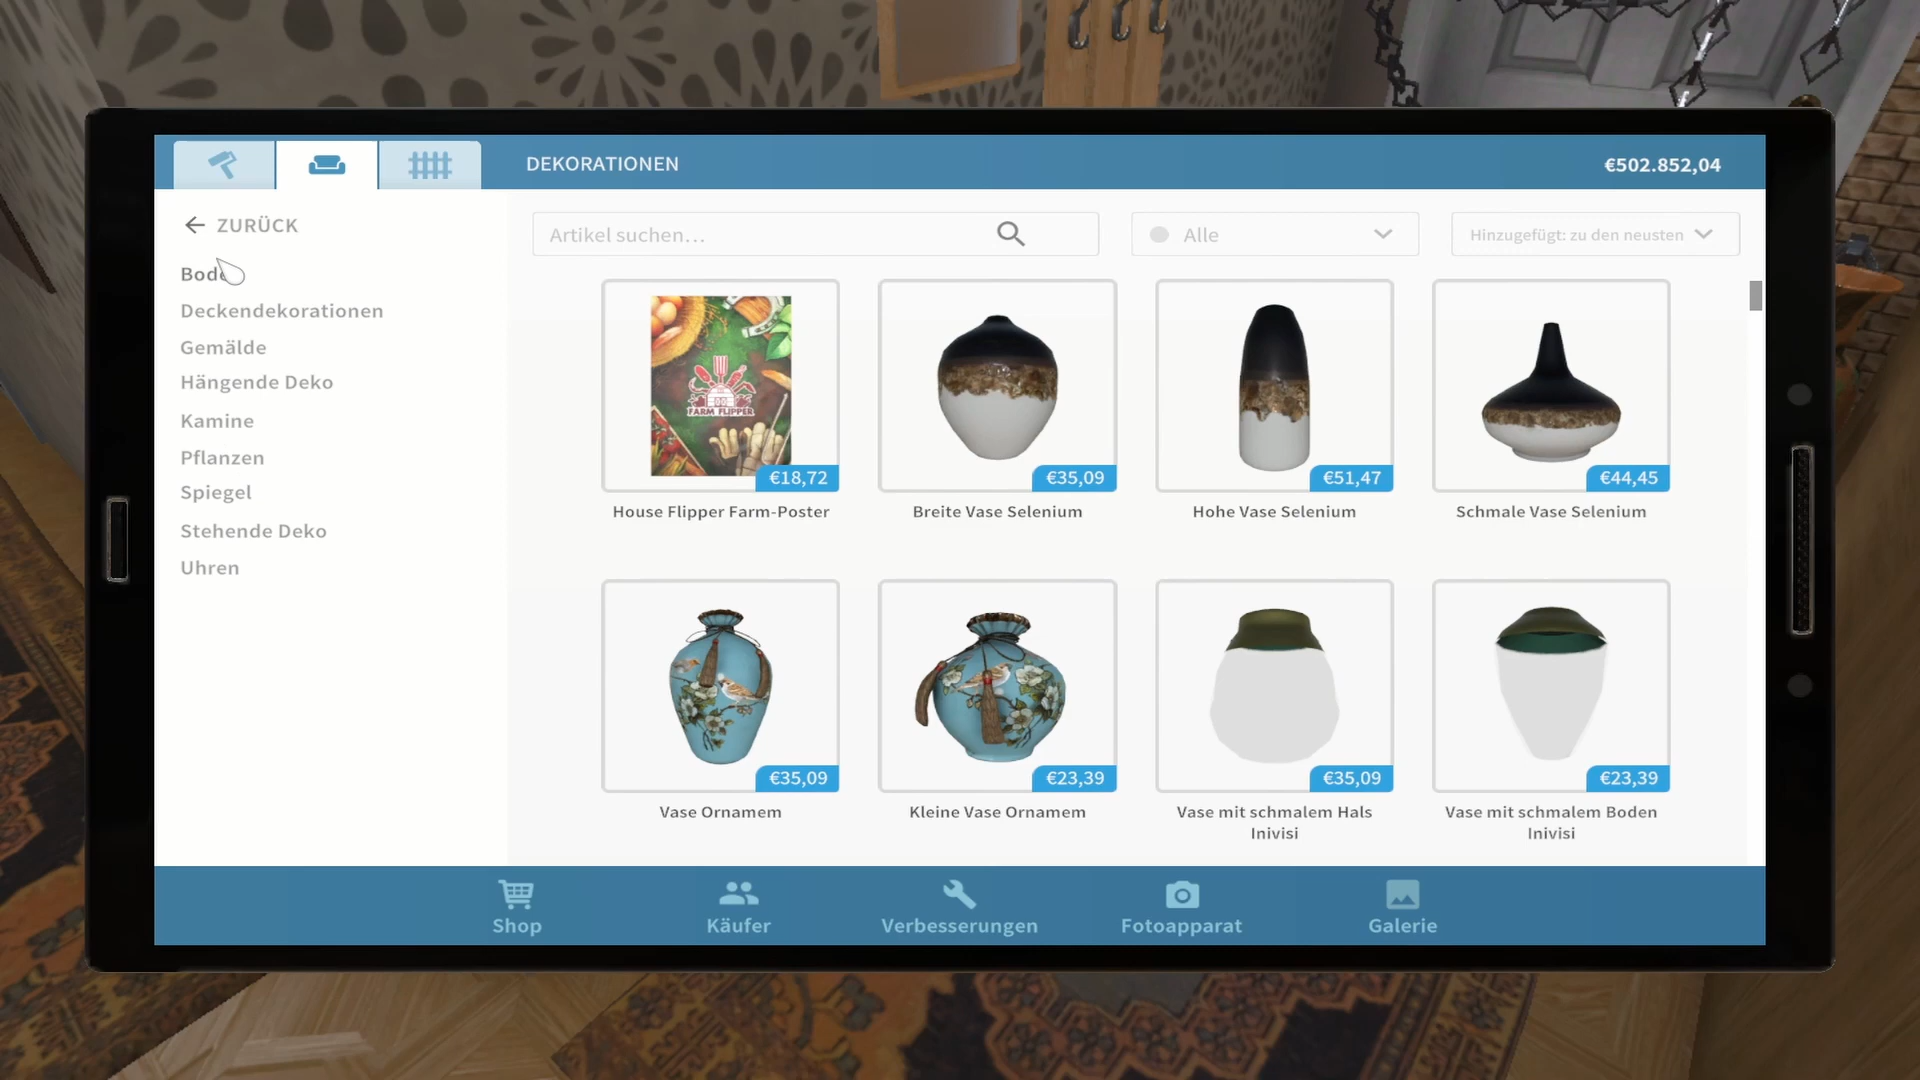 DEKORATIONEN
€502.852,04
ZURÜCK
Artikel suchen...
Alle
Hinzugefügt: zu den neusten
Deckendekorationen
Gemälde
Hängende Deko
Kamine
Pflanzen
Spiegel
Stehende Deko
Uhren
FARM FLIPPER
€18,72
€35,09
€51,47
€44,45
House Flipper Farm-Poster
Breite Vase Selenium
Hohe Vase Selenium
Schmale Vase Selenium
€35,09
€23,39
€35,09
€23,39
Vase Ornamem
Kleine Vase Ornamem
Vase mit schmalem Hals
Inivisi
Vase mit schmalem Boden
Inivisi
Shop
Käufer
Verbesserungen
Fotoapparat
Galerie